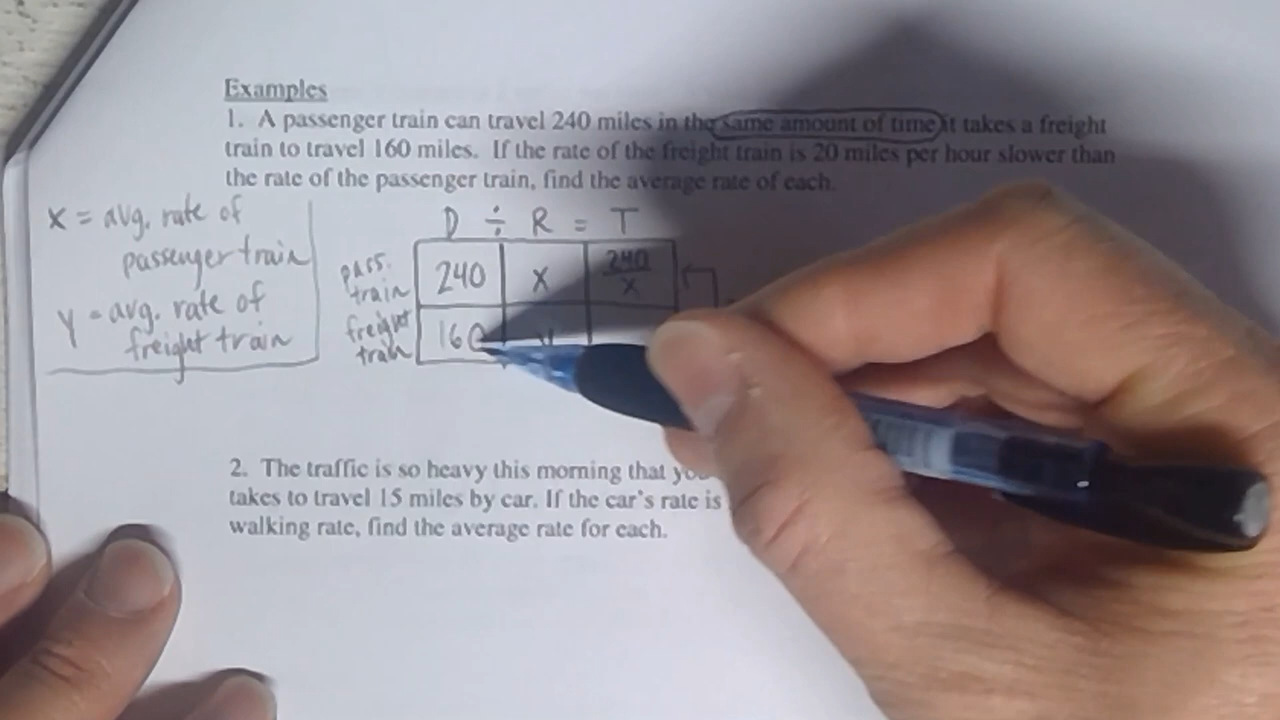 Examples
1. A passenger train can travel 240 miles in the same amount of time it takes a freight
train to travel 160 miles. If the rate of the freight train is 20 miles per hour slower than
the rate of the passenger train, find the average rate of each.
x = avg. rate of
passenger train
y = avg. rate of
freight train
D ÷ R = T
pass. train 240 x 240/x
freight train 160 y
2. The traffic is so heavy this morning that
takes to travel 15 miles by car. If the car's rate is
walking rate, find the average rate for each.